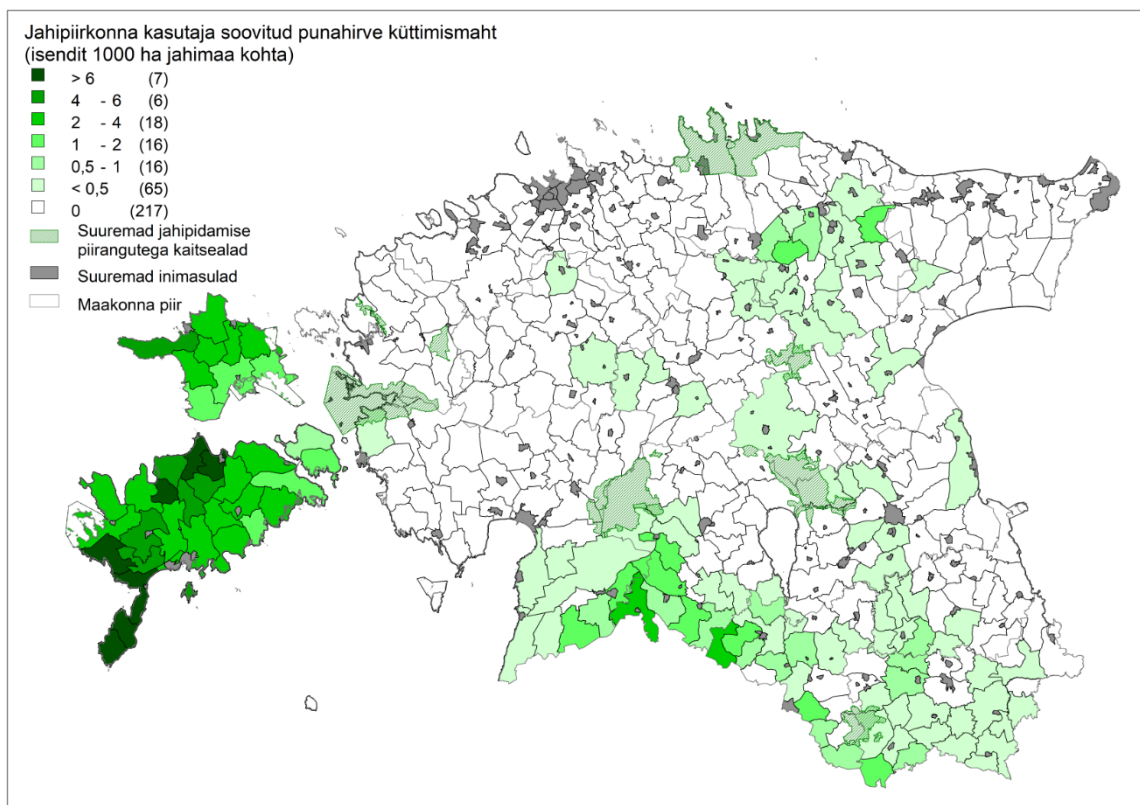 Jahipiirkonna kasutaja soovitud punahirve küttimismaht
(isendit 1000 ha jahimaa kohta)
> 6 (7)
4 - 6 (6)
2 - 4 (18)
1 - 2 (16)
0,5 - 1 (16)
< 0,5 (65)
0 (217)
Suuremad jahipidamise
piirangutega kaitsealad
Suuremad inimasulad
Maakonna piir